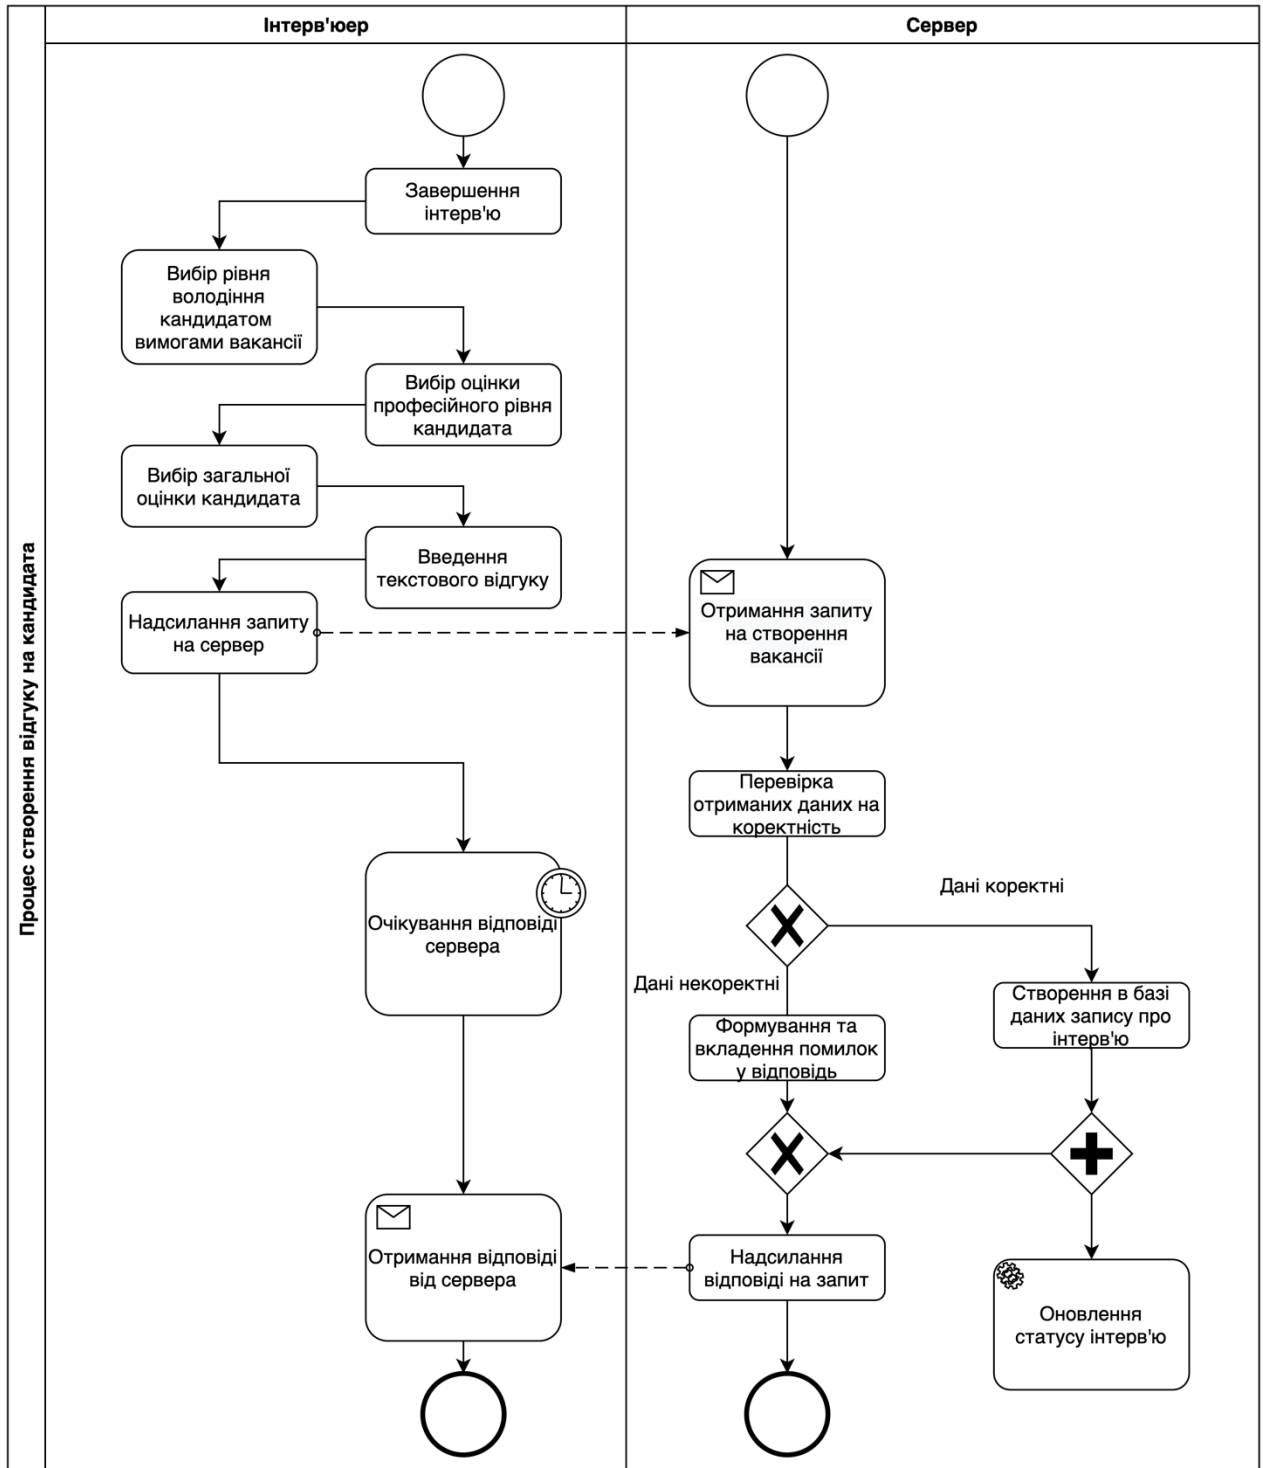 Інтерв'юер
Сервер
Процес створення відгуку на кандидата
Завершення
інтерв'ю
Вибір рівня
володіння
кандидатом
вимогами вакансії
Вибір оцінки
професійного рівня
кандидата
Вибір загальної
оцінки кандидата
Введення
текстового відгуку
Надсилання запиту
на сервер
Отримання запиту
на створення
вакансії
Перевірка
отриманих даних на
коректність
Очікування відповіді
сервера
Дані коректні
Дані некоректні
Створення в базі
даних запису про
інтерв'ю
Формування та
вкладення помилок
у відповідь
Отримання відповіді
від сервера
Надсилання
відповіді на запит
Оновлення
статусу інтерв'ю